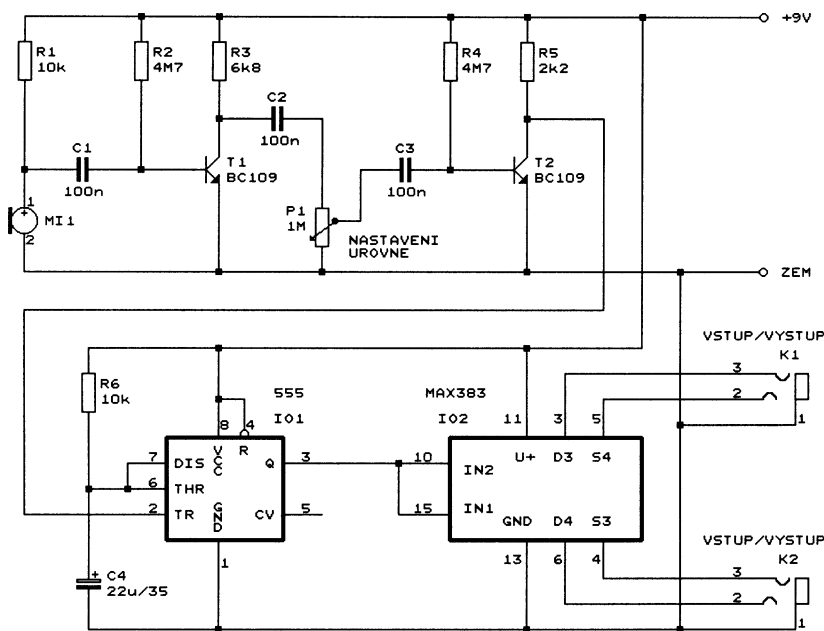 +9V
R1
10k
R2
4M7
R3
6k8
R4
4M7
R5
2k2
C2
100n
C1
100n
T1
BC109
C3
100n
T2
BC109
1
MI1
2
P1
1M
NASTAVENI
UROVNE
ZEM
VSTUP/VYSTUP
K1
3
2
1
R6
10k
555
IO1
8
4
VCC
R
7
DIS
Q
3
6
THR
2
TR
GND
CV
5
1
C4
+
22u/35
MAX383
IO2
11
3
5
U+
D3
S4
10
IN2
15
IN1
GND
D4
S3
13
6
4
VSTUP/VYSTUP
K2
3
2
1